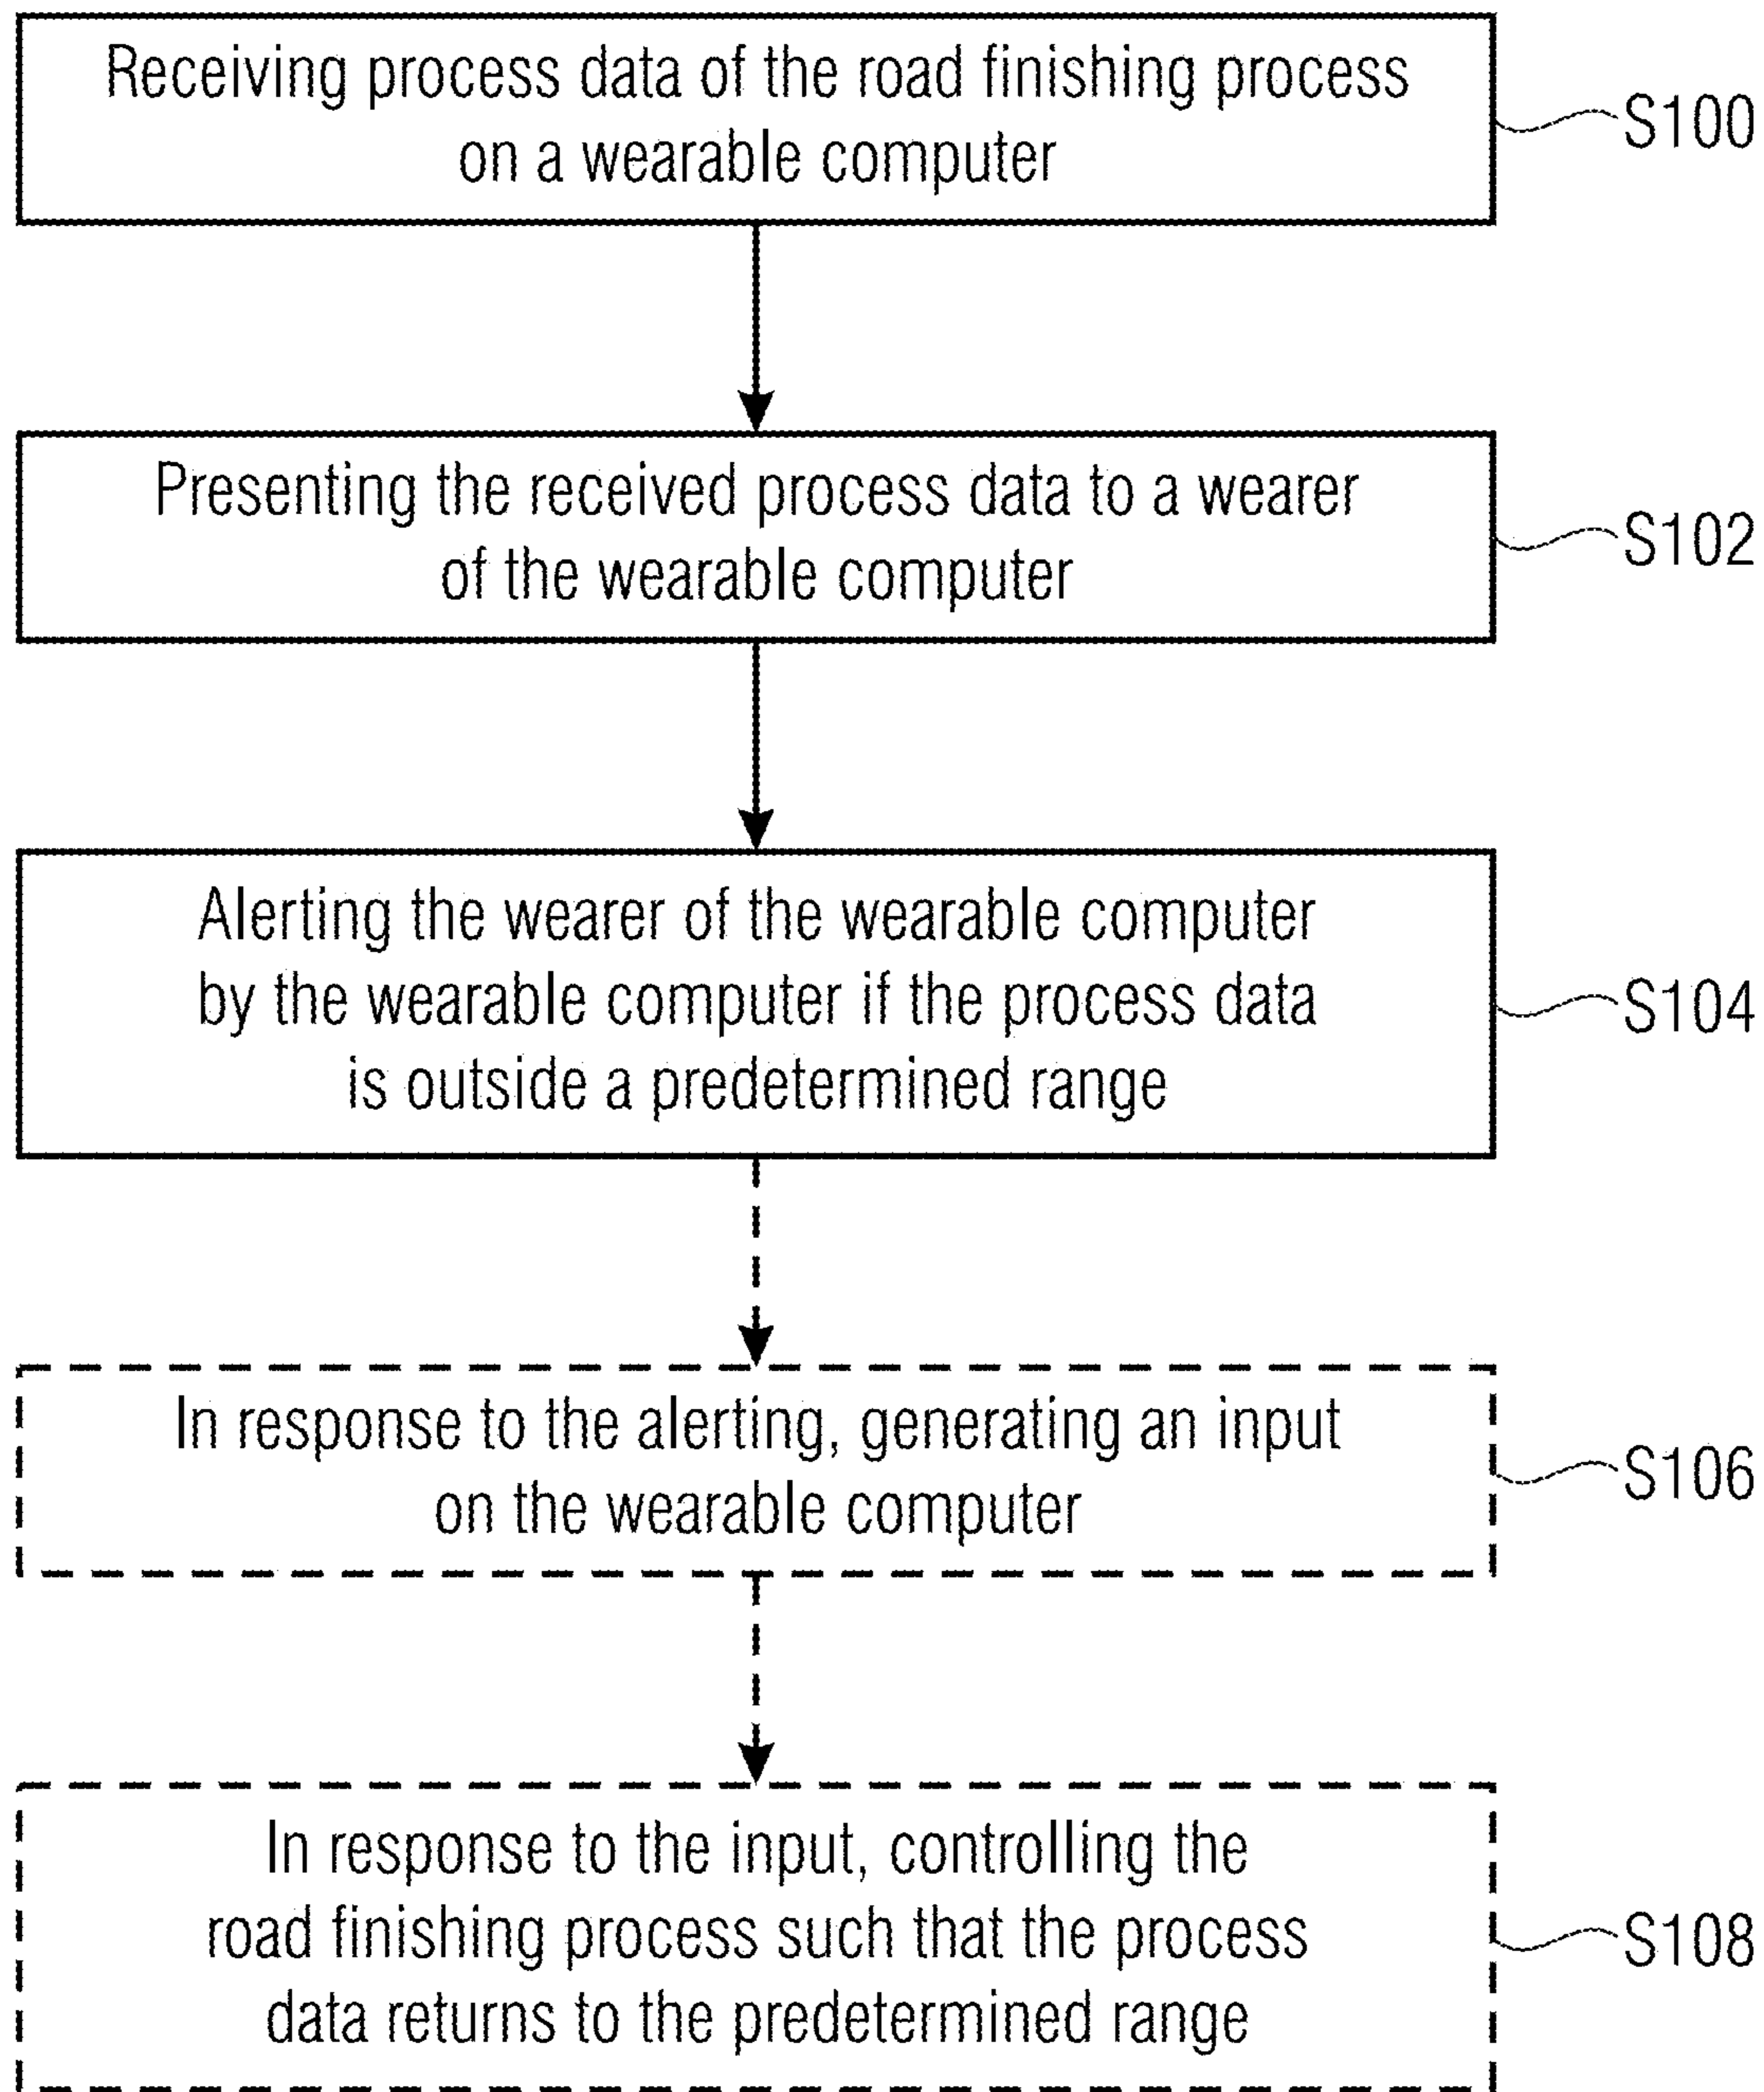 Receiving process data of the road finishing process
on a wearable computer
S100
Presenting the received process data to a wearer
of the wearable computer
S102
Alerting the wearer of the wearable computer
by the wearable computer if the process data
is outside a predetermined range
S104
In response to the alerting, generating an input
on the wearable computer
S106
In response to the input, controlling the
road finishing process such that the process
data returns to the predetermined range
S108